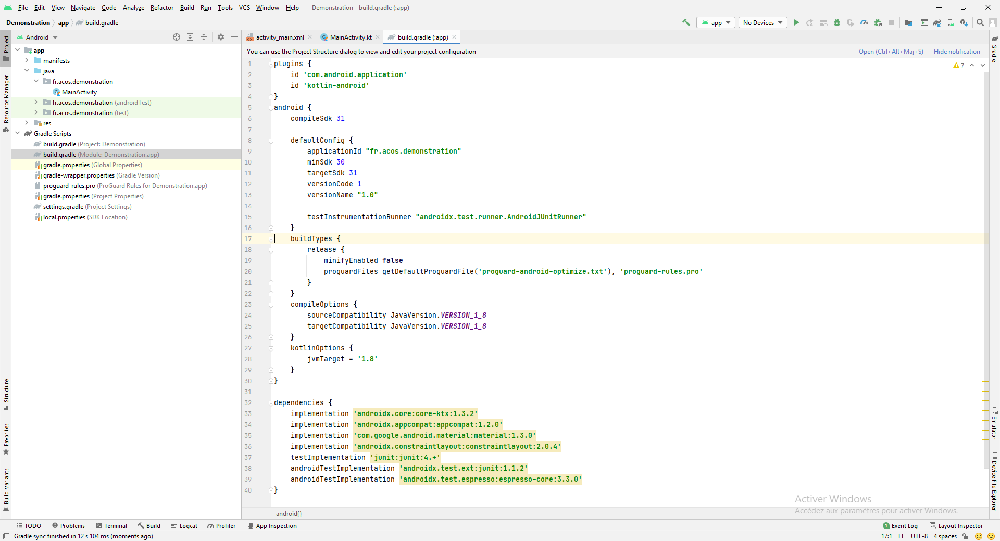 File Edit View Navigate Code Analyze Refactor Build Run Tools VCS Window Help Demonstration - build.gradle (:app)
Demonstration app build.gradle
app No Devices
Project
Resource Manager
Structure
Favorites
Build Variants
Android
app
manifests
java
fr.acos.demonstration
MainActivity
fr.acos.demonstration (androidTest)
fr.acos.demonstration (test)
res
Gradle Scripts
build.gradle (Project: Demonstration)
build.gradle (Module: Demonstration.app)
gradle.properties (Global Properties)
gradle-wrapper.properties (Gradle Version)
proguard-rules.pro (ProGuard Rules for Demonstration.app)
gradle.properties (Project Properties)
settings.gradle (Project Settings)
local.properties (SDK Location)
activity_main.xml MainActivity.kt build.gradle (:app)
You can use the Project Structure dialog to view and edit your project configuration Open (Ctrl+Alt+Maj+S) Hide notification
7
1 plugins {
2 id 'com.android.application'
3 id 'kotlin-android'
4 }
5 android {
6 compileSdk 31
7
8 defaultConfig {
9 applicationId "fr.acos.demonstration"
10 minSdk 30
11 targetSdk 31
12 versionCode 1
13 versionName "1.0"
14
15 testInstrumentationRunner "androidx.test.runner.AndroidJUnitRunner"
16 }
17 buildTypes {
18 release {
19 minifyEnabled false
20 proguardFiles getDefaultProguardFile('proguard-android-optimize.txt'), 'proguard-rules.pro'
21 }
22 }
23 compileOptions {
24 sourceCompatibility JavaVersion.VERSION_1_8
25 targetCompatibility JavaVersion.VERSION_1_8
26 }
27 kotlinOptions {
28 jvmTarget = '1.8'
29 }
30 }
31
32 dependencies {
33 implementation 'androidx.core:core-ktx:1.3.2'
34 implementation 'androidx.appcompat:appcompat:1.2.0'
35 implementation 'com.google.android.material:material:1.3.0'
36 implementation 'androidx.constraintlayout:constraintlayout:2.0.4'
37 testImplementation 'junit:junit:4.+'
38 androidTestImplementation 'androidx.test.ext:junit:1.1.2'
39 androidTestImplementation 'androidx.test.espresso:espresso-core:3.3.0'
40 }
android{}
Gradle
Emulator
Device File Explorer
Activer Windows
Accédez aux paramètres pour activer Windows.
TODO Problems Terminal Build Logcat Profiler App Inspection 1 Event Log Layout Inspector
Gradle sync finished in 12 s 104 ms (moments ago) 17:1 LF UTF-8 4 spaces